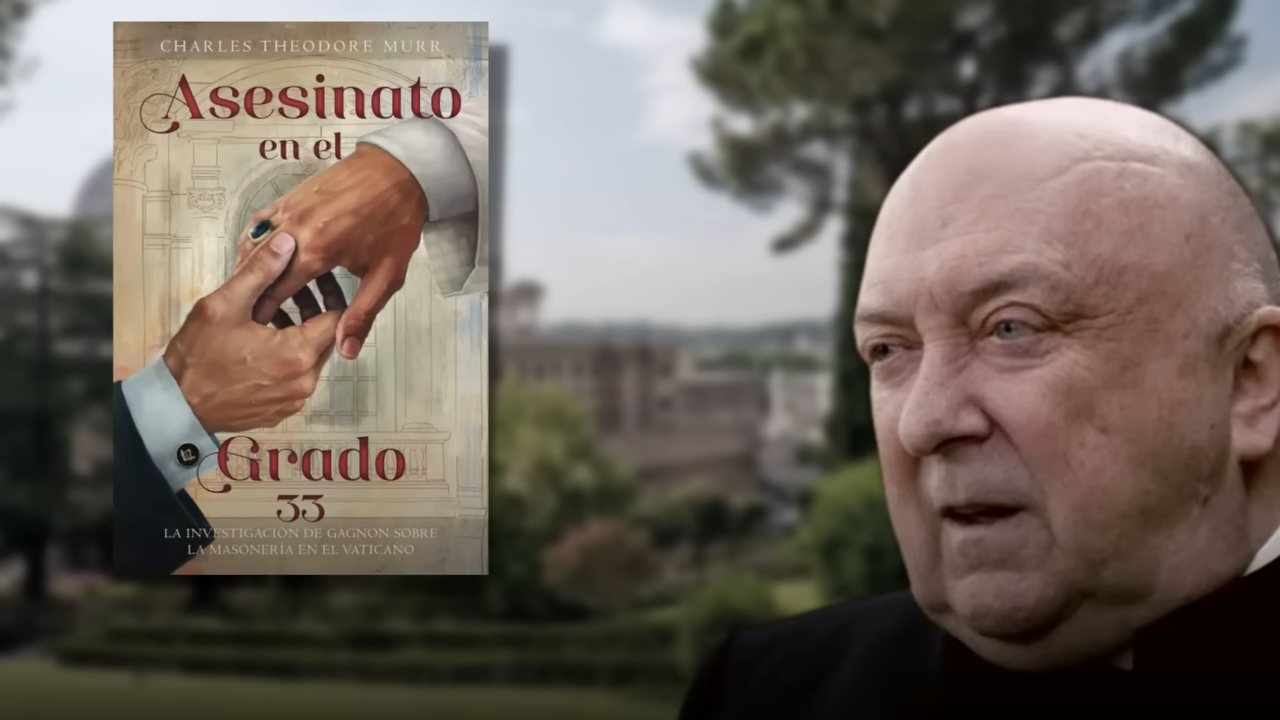 CHARLES THEODORE MURR
Asesinato
en el
Grado
33
LA INVESTIGACIÓN DE GAGNON SOBRE
LA MASONERÍA EN EL VATICANO